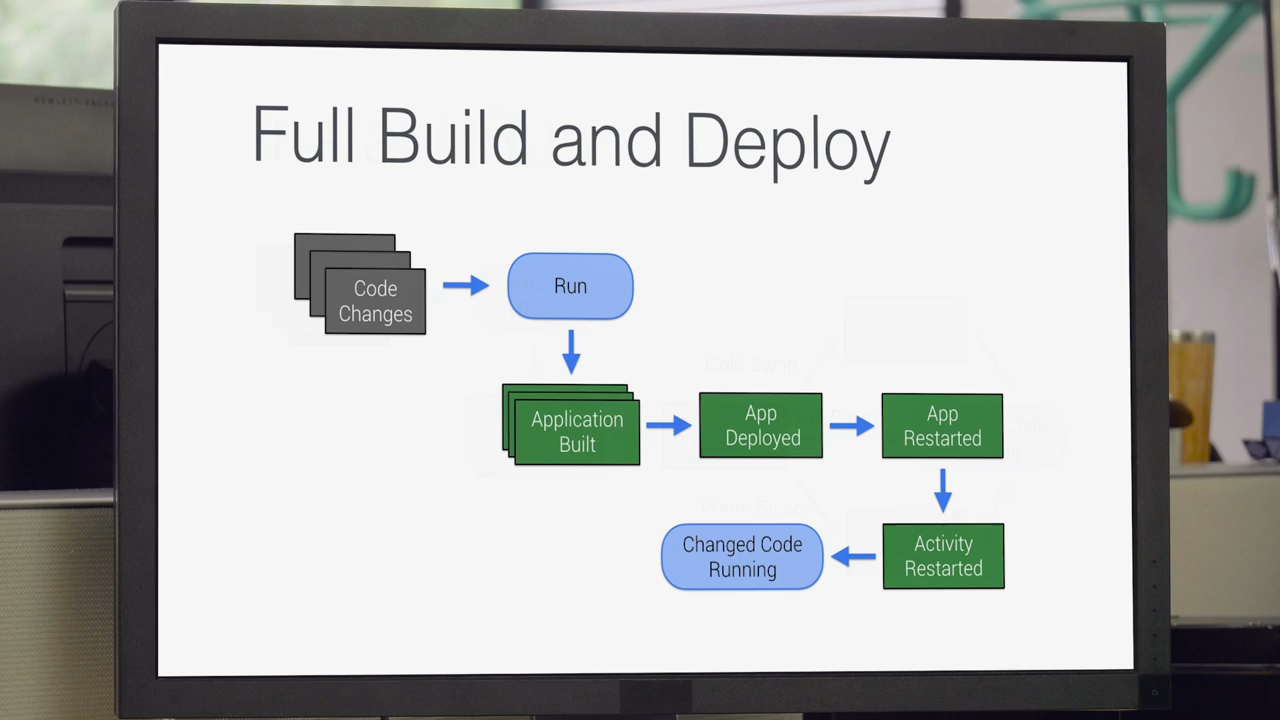 Full Build and Deploy
Code
Changes
Run
Application
Built
App
Deployed
App
Restarted
Activity
Restarted
Changed Code
Running